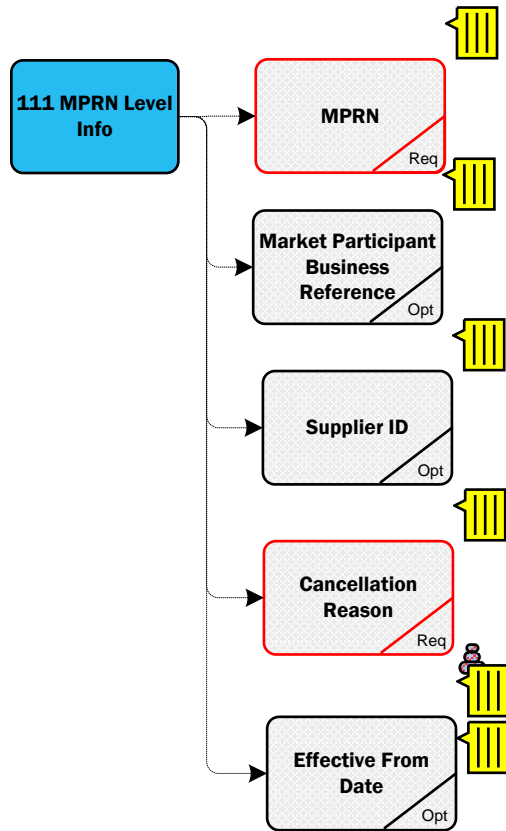 111 MPRN Level
Info
MPRN
Req
Market Participant
Business
Reference
Opt
Supplier ID
Opt
Cancellation
Reason
Req
Effective From
Date
Opt